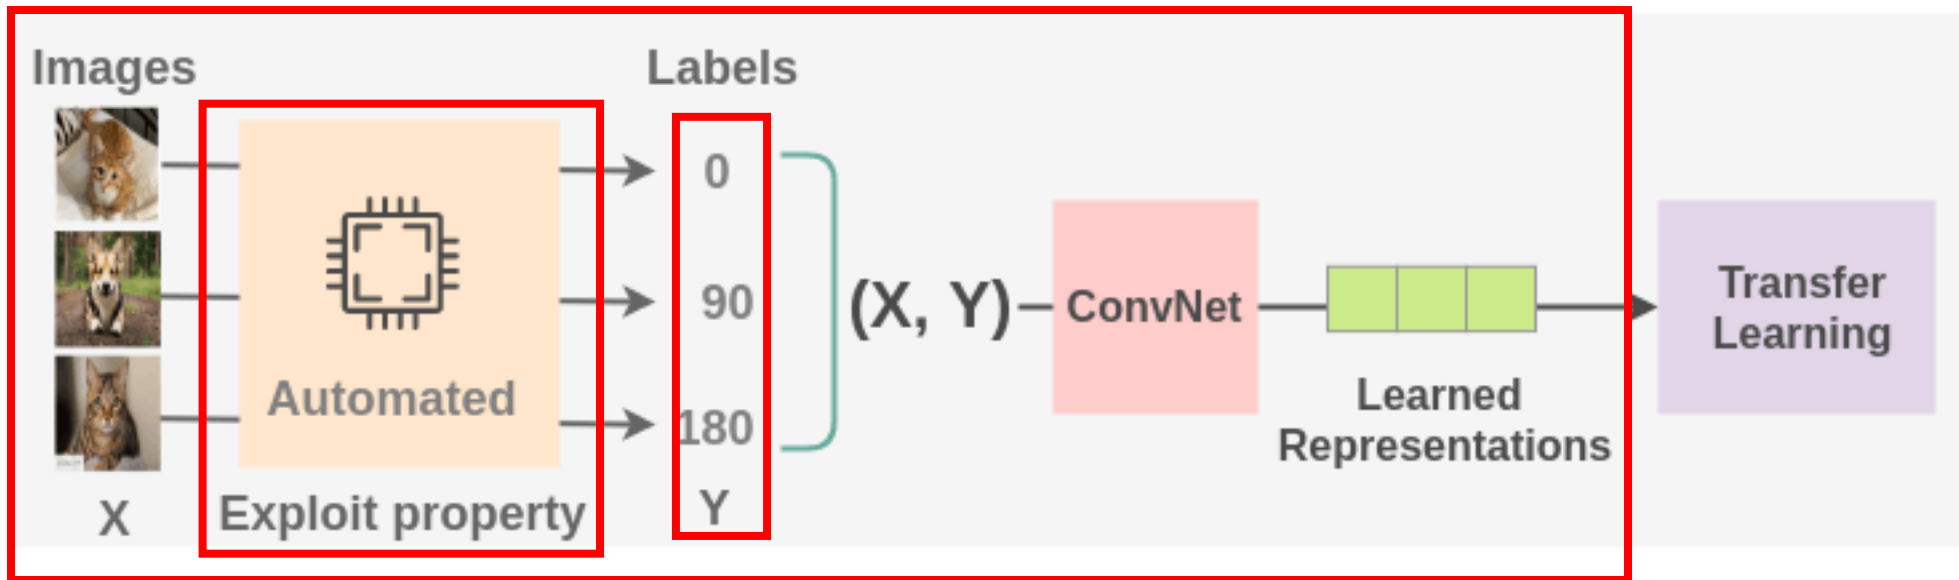 Images
Labels
0
90
180
Automated
Exploit property
X
Y
(X, Y)
ConvNet
Learned
Representations
Transfer
Learning